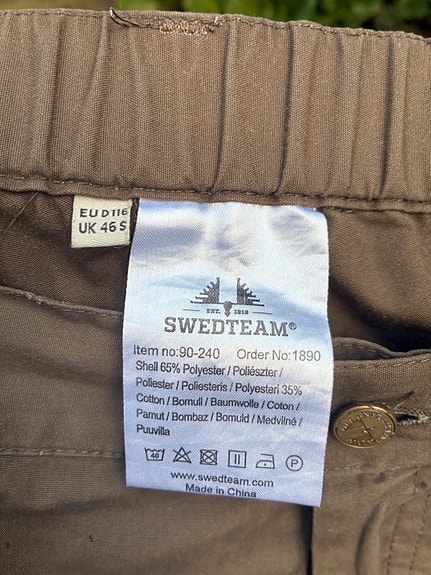 EU D116
UK 46S
EST. 1919
SWEDTEAM®
Item no:90-240 Order No:1890
Shell 65% Polyester / Poliészter /
Poliester / Poliesteris / Polyesteri 35%
Cotton / Bomull / Baumwolle / Coton /
Pamut / Bombaz / Bomuld / Medvilnė /
Puuvilla
40 P
www.swedteam.com
Made in China